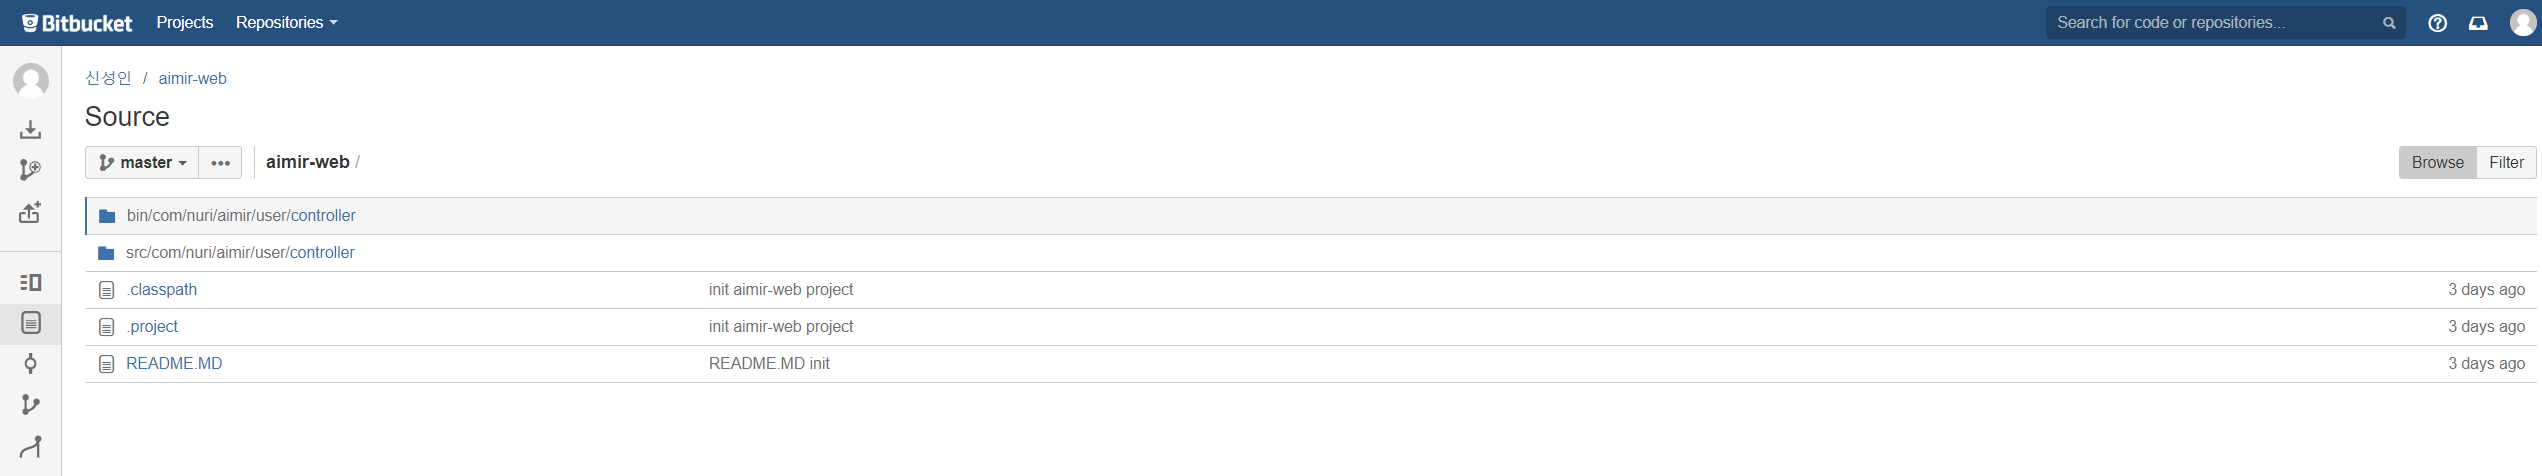 Bitbucket Projects Repositories Search for code or repositories...
신성인 / aimir-web
Source
master aimir-web / Browse Filter
bin/com/nuri/aimir/user/controller
src/com/nuri/aimir/user/controller
.classpath init aimir-web project 3 days ago
.project init aimir-web project 3 days ago
README.MD README.MD init 3 days ago